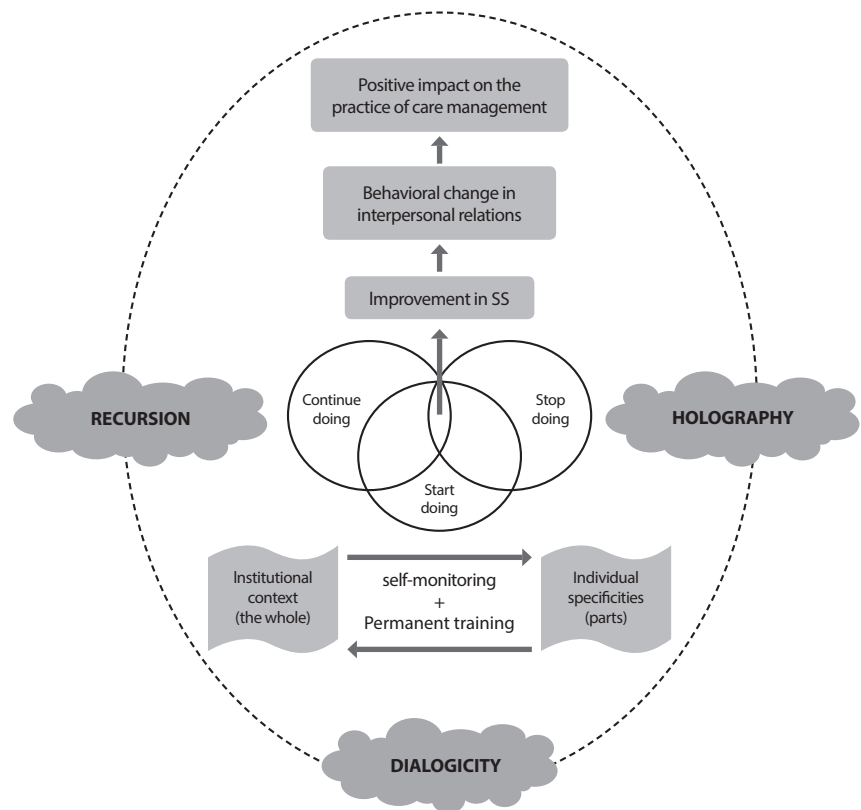 Positive impact on the
practice of care management
Behavioral change in
interpersonal relations
Improvement in SS
RECURSION
HOLOGRAPHY
Continue
doing
Stop
doing
Start
doing
Institutional
context
(the whole)
self-monitoring
+
Permanent training
Individual
specificities
(parts)
DIALOGICITY